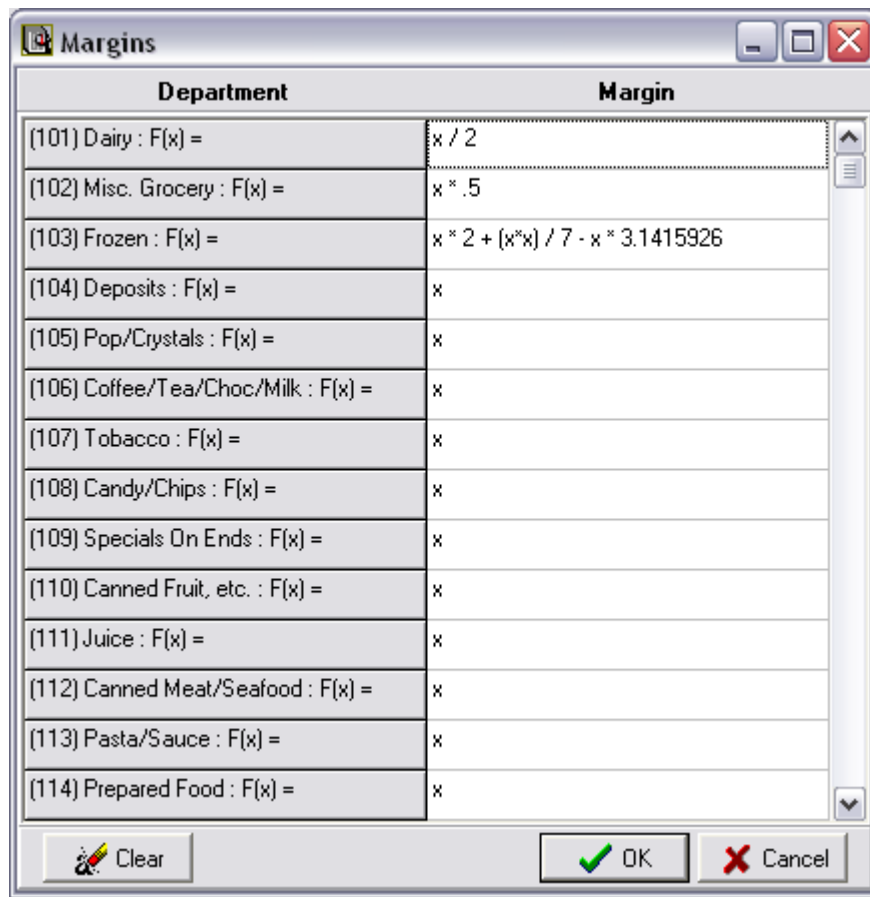 Margins
Department Margin
(101) Dairy : F(x) = x / 2
(102) Misc. Grocery : F(x) = x * .5
(103) Frozen : F(x) = x * 2 + (x*x) / 7 - x * 3.1415926
(104) Deposits : F(x) = x
(105) Pop/Crystals : F(x) = x
(106) Coffee/Tea/Choc/Milk : F(x) = x
(107) Tobacco : F(x) = x
(108) Candy/Chips : F(x) = x
(109) Specials On Ends : F(x) = x
(110) Canned Fruit, etc. : F(x) = x
(111) Juice : F(x) = x
(112) Canned Meat/Seafood : F(x) = x
(113) Pasta/Sauce : F(x) = x
(114) Prepared Food : F(x) = x
Clear OK Cancel